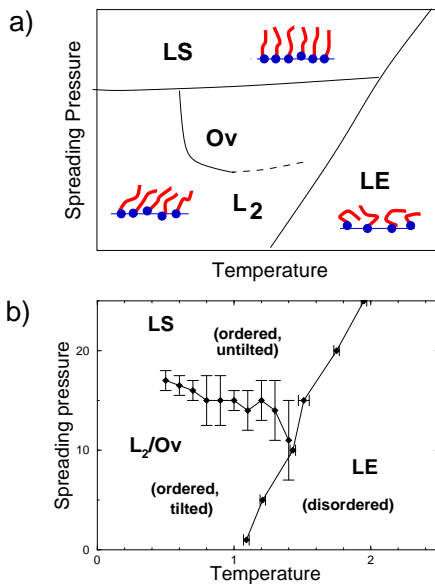 a)
LS
Ov
L2
LE
Spreading Pressure
Temperature
b)
LS
(ordered,
untilted)
L2/Ov
(ordered,
tilted)
LE
(disordered)
Spreading pressure
20
10
0
0
1
2
Temperature